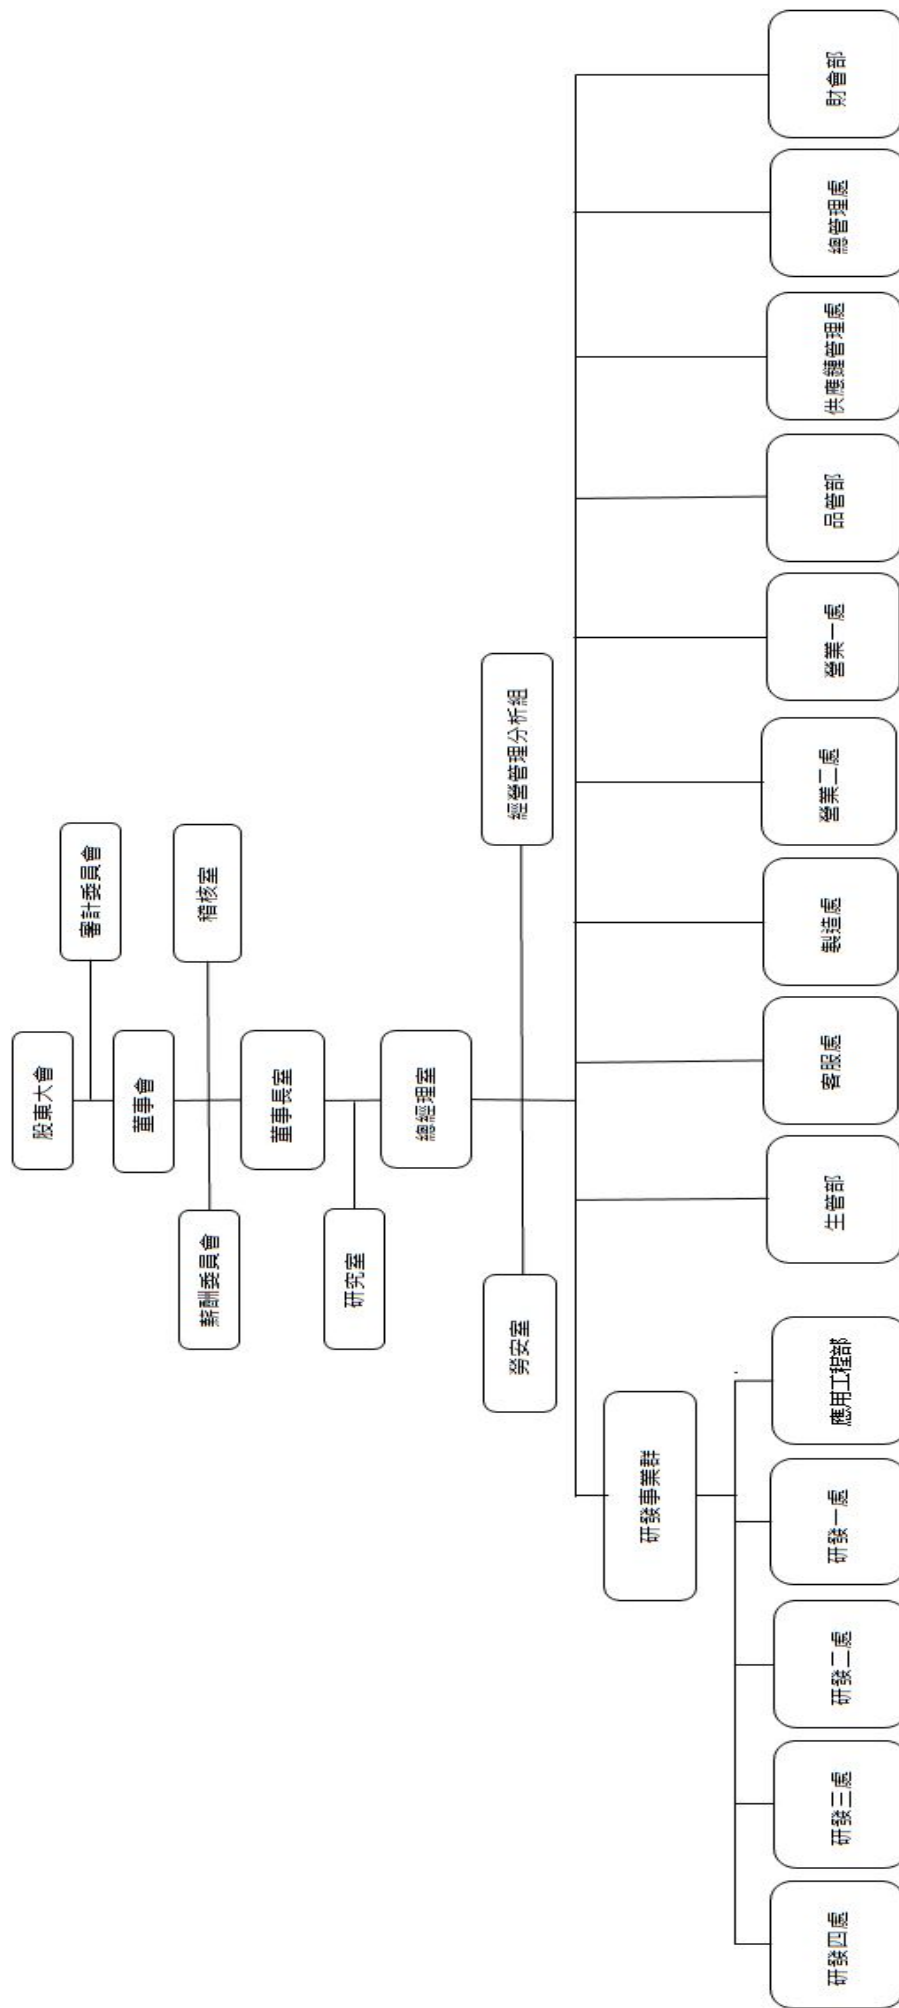 股東大會
審計委員會
董事會
薪酬委員會
稽核室
董事長室
研究室
總經理室
勞安室
經營管理分析組
研發事業群
研發四處
研發三處
研發二處
研發一處
應用工程部
生管部
客服處
製造處
營業二處
營業一處
品管部
供應鏈管理處
總管理處
財會部